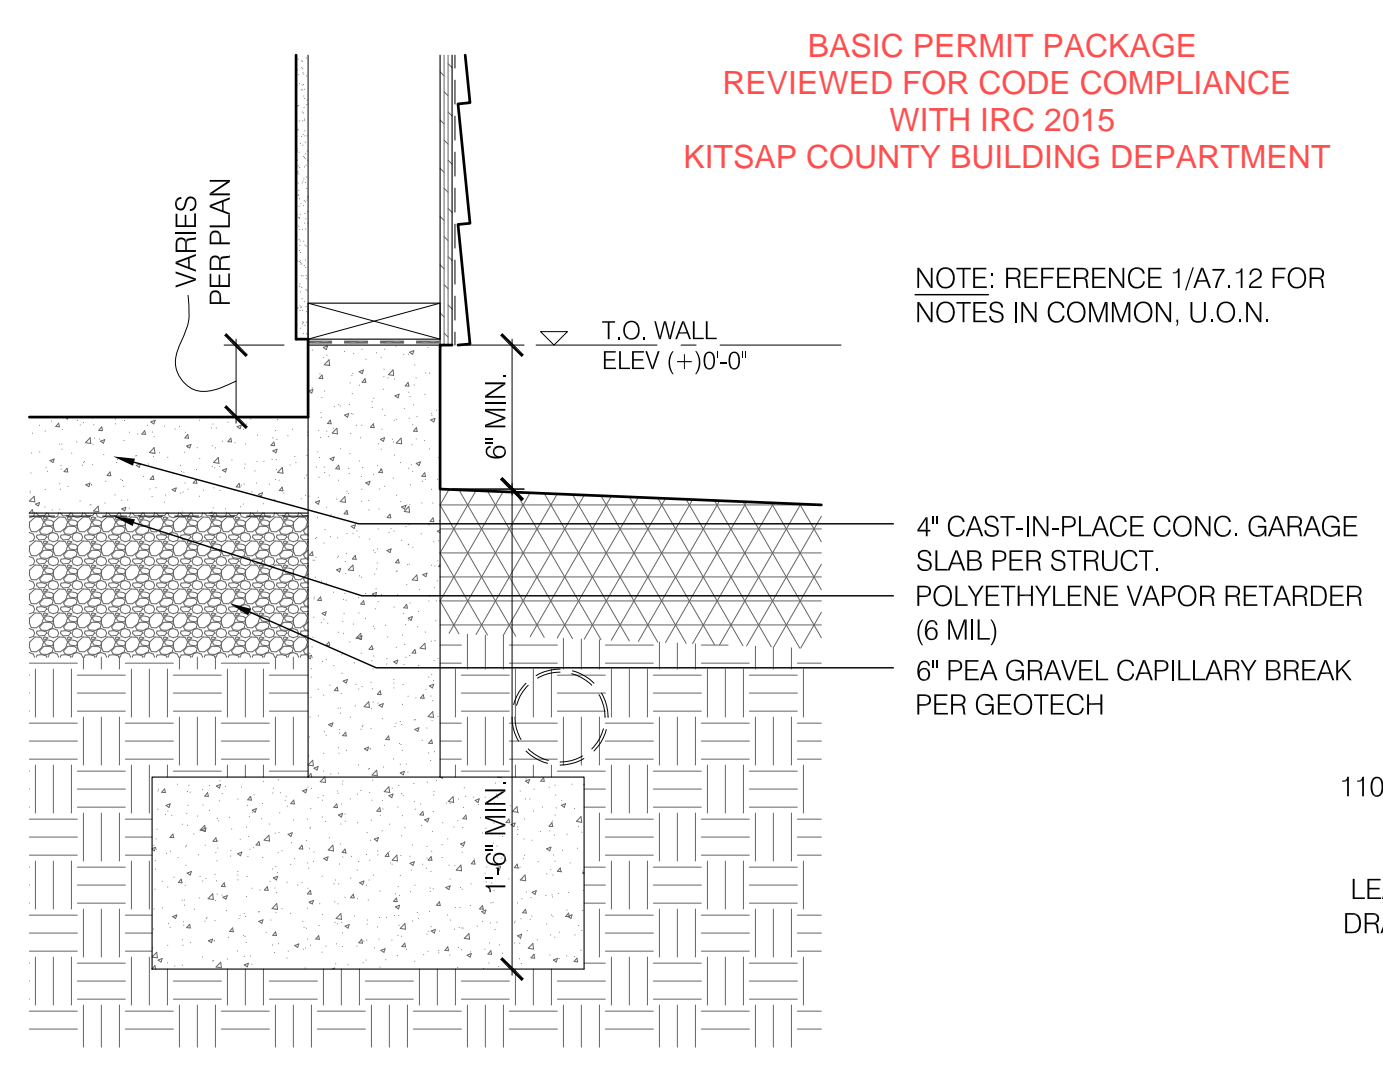 BASIC PERMIT PACKAGE
REVIEWED FOR CODE COMPLIANCE
WITH IRC 2015
KITSAP COUNTY BUILDING DEPARTMENT
VARIES
PER PLAN
NOTE: REFERENCE 1/A7.12 FOR
NOTES IN COMMON, U.O.N.
T.O. WALL
ELEV (+)0'-0"
6" MIN.
4" CAST-IN-PLACE CONC. GARAGE
SLAB PER STRUCT.
POLYETHYLENE VAPOR RETARDER
(6 MIL)
6" PEA GRAVEL CAPILLARY BREAK
PER GEOTECH
1'-6" MIN.
110